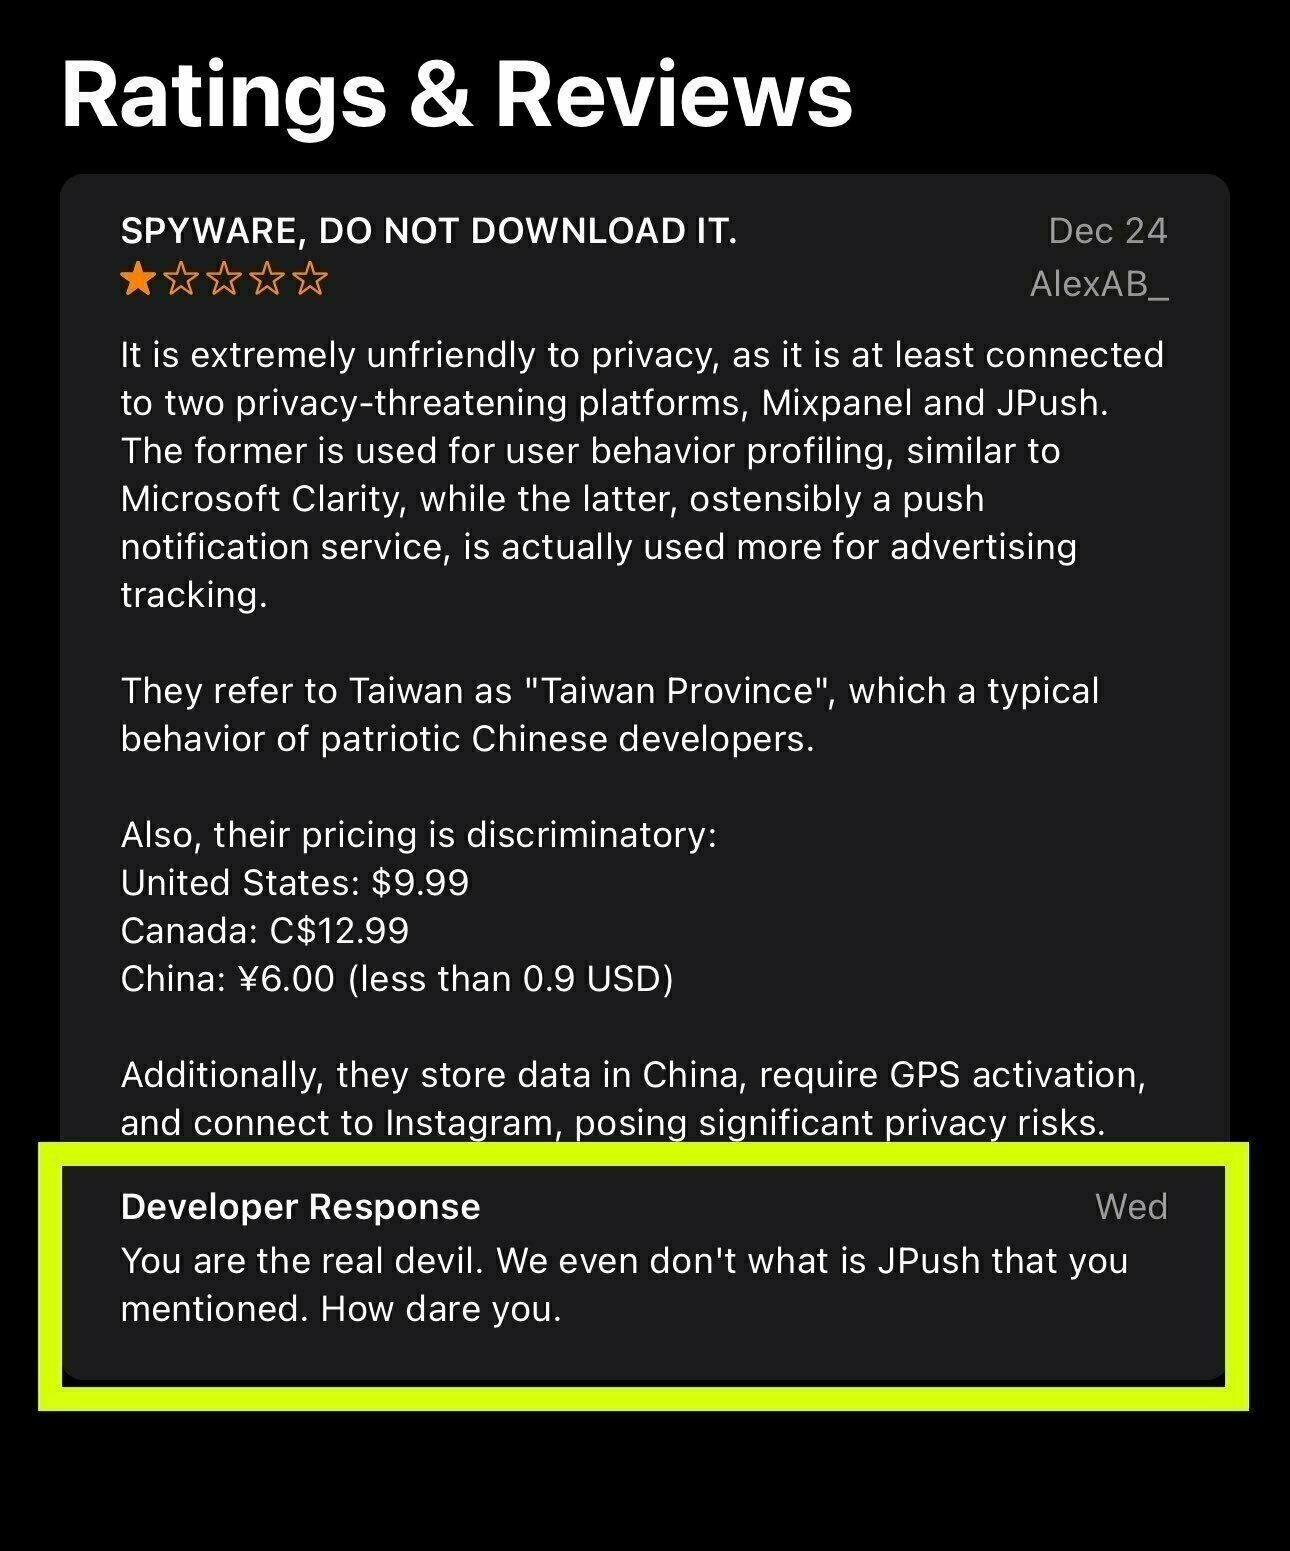 Ratings & Reviews
SPYWARE, DO NOT DOWNLOAD IT.
Dec 24
AlexAB_
It is extremely unfriendly to privacy, as it is at least connected
to two privacy-threatening platforms, Mixpanel and JPush.
The former is used for user behavior profiling, similar to
Microsoft Clarity, while the latter, ostensibly a push
notification service, is actually used more for advertising
tracking.
They refer to Taiwan as "Taiwan Province", which a typical
behavior of patriotic Chinese developers.
Also, their pricing is discriminatory:
United States: $9.99
Canada: C$12.99
China: ¥6.00 (less than 0.9 USD)
Additionally, they store data in China, require GPS activation,
and connect to Instagram, posing significant privacy risks.
Developer Response
Wed
You are the real devil. We even don't what is JPush that you
mentioned. How dare you.